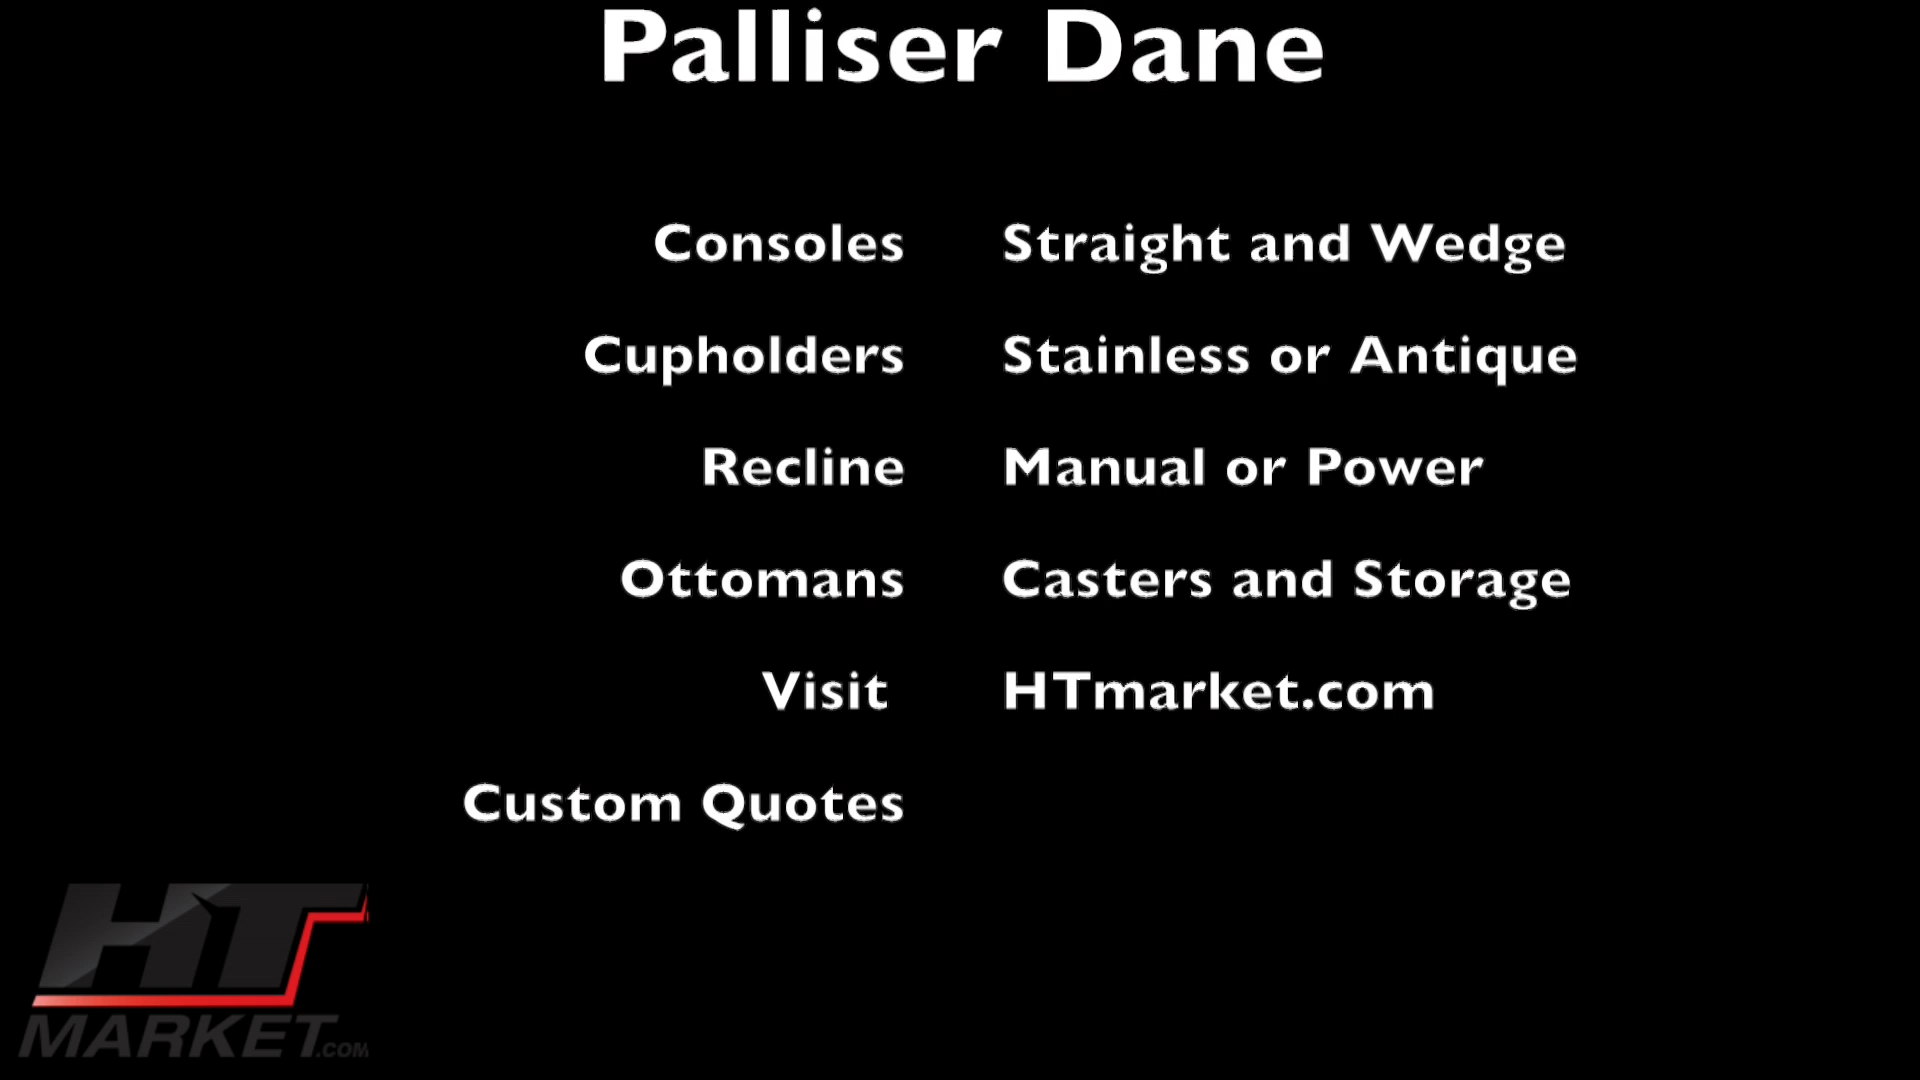 Palliser Dane
Consoles Straight and Wedge
Cupholders Stainless or Antique
Recline Manual or Power
Ottomans Casters and Storage
Visit HTmarket.com
Custom Quotes
HT
MARKET.COM